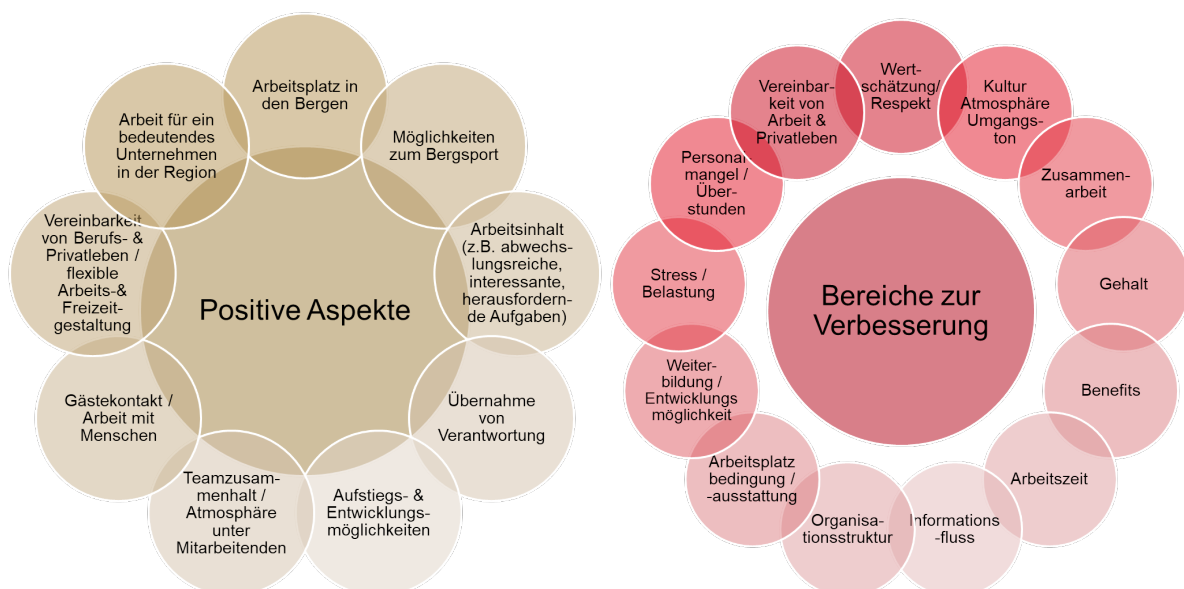 Positive Aspekte
Arbeitsplatz in
den Bergen
Möglichkeiten
zum Bergsport
Arbeitsinhalt
(z.B. abwechs-
lungsreiche,
interessante,
herausfordern-
de Aufgaben)
Übernahme
von
Verantwortung
Aufstiegs- &
Entwicklungs-
möglichkeiten
Teamzusam-
menhalt /
Atmosphäre
unter
Mitarbeitenden
Gästekontakt /
Arbeit mit
Menschen
Vereinbarkeit
von Berufs- &
Privatleben /
flexible
Arbeits-&
Freizeit-
gestaltung
Arbeit für ein
bedeutendes
Unternehmen
in der Region
Bereiche zur
Verbesserung
Wert-
schätzung/
Respekt
Kultur
Atmosphäre
Umgangs-
ton
Zusammen-
arbeit
Gehalt
Benefits
Arbeitszeit
Informations
-fluss
Organisa-
tionsstruktur
Arbeitsplatz
bedingung /
-ausstattung
Weiter-
bildung /
Entwicklungs
möglichkeit
Stress /
Belastung
Personal
mangel /
Über-
stunden
Vereinbar-
keit von
Arbeit &
Privatleben